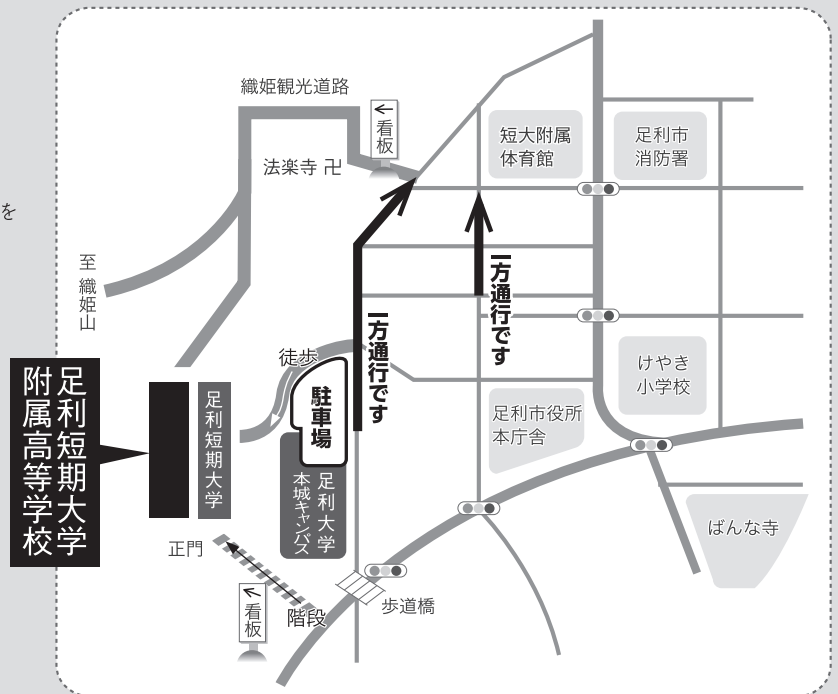 織姫観光道路
←看板
法楽寺 卍
短大附属
体育館
足利市
消防署
を
至 織姫山
一方通行です
一方通行です
徒歩
駐車場
けやき
小学校
足利短期大学
附属高等学校
足利短期大学
足利市役所
本庁舎
足利大学
本城キャンパス
正門
ばんな寺
←看板
階段
歩道橋